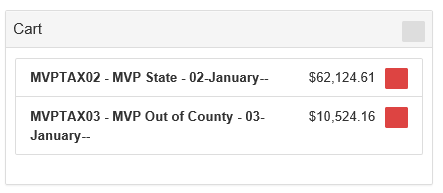 Cart
MVPTAX02 - MVP State - 02-January-- $62,124.61
MVPTAX03 - MVP Out of County - 03- $10,524.16
January--